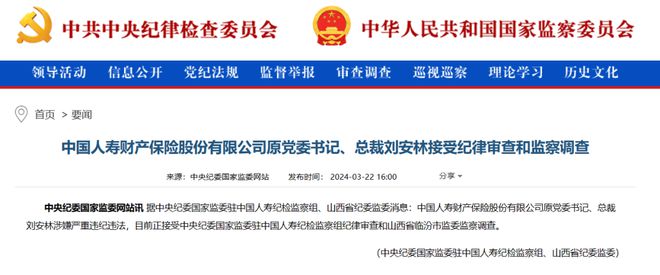 中共中央纪律检查委员会 中华人民共和国国家监察委员会
领导活动 信息公开 党纪法规 监督举报 审查调查 巡视巡察 理论学习 历史文化
首页 > 要闻
中国人寿财产保险股份有限公司原党委书记、总裁刘安林接受纪律审查和监察调查
来源：中央纪委国家监委网站 发布时间：2024-03-22 16:00 分享
中央纪委国家监委网站讯 据中央纪委国家监委驻中国人寿纪检监察组、山西省纪委监委消息：中国人寿财产保险股份有限公司原党委书记、总裁
刘安林涉嫌严重违纪违法，目前正接受中央纪委国家监委驻中国人寿纪检监察组纪律审查和山西省临汾市监委监察调查。
（中央纪委国家监委驻中国人寿纪检监察组、山西省纪委监委）